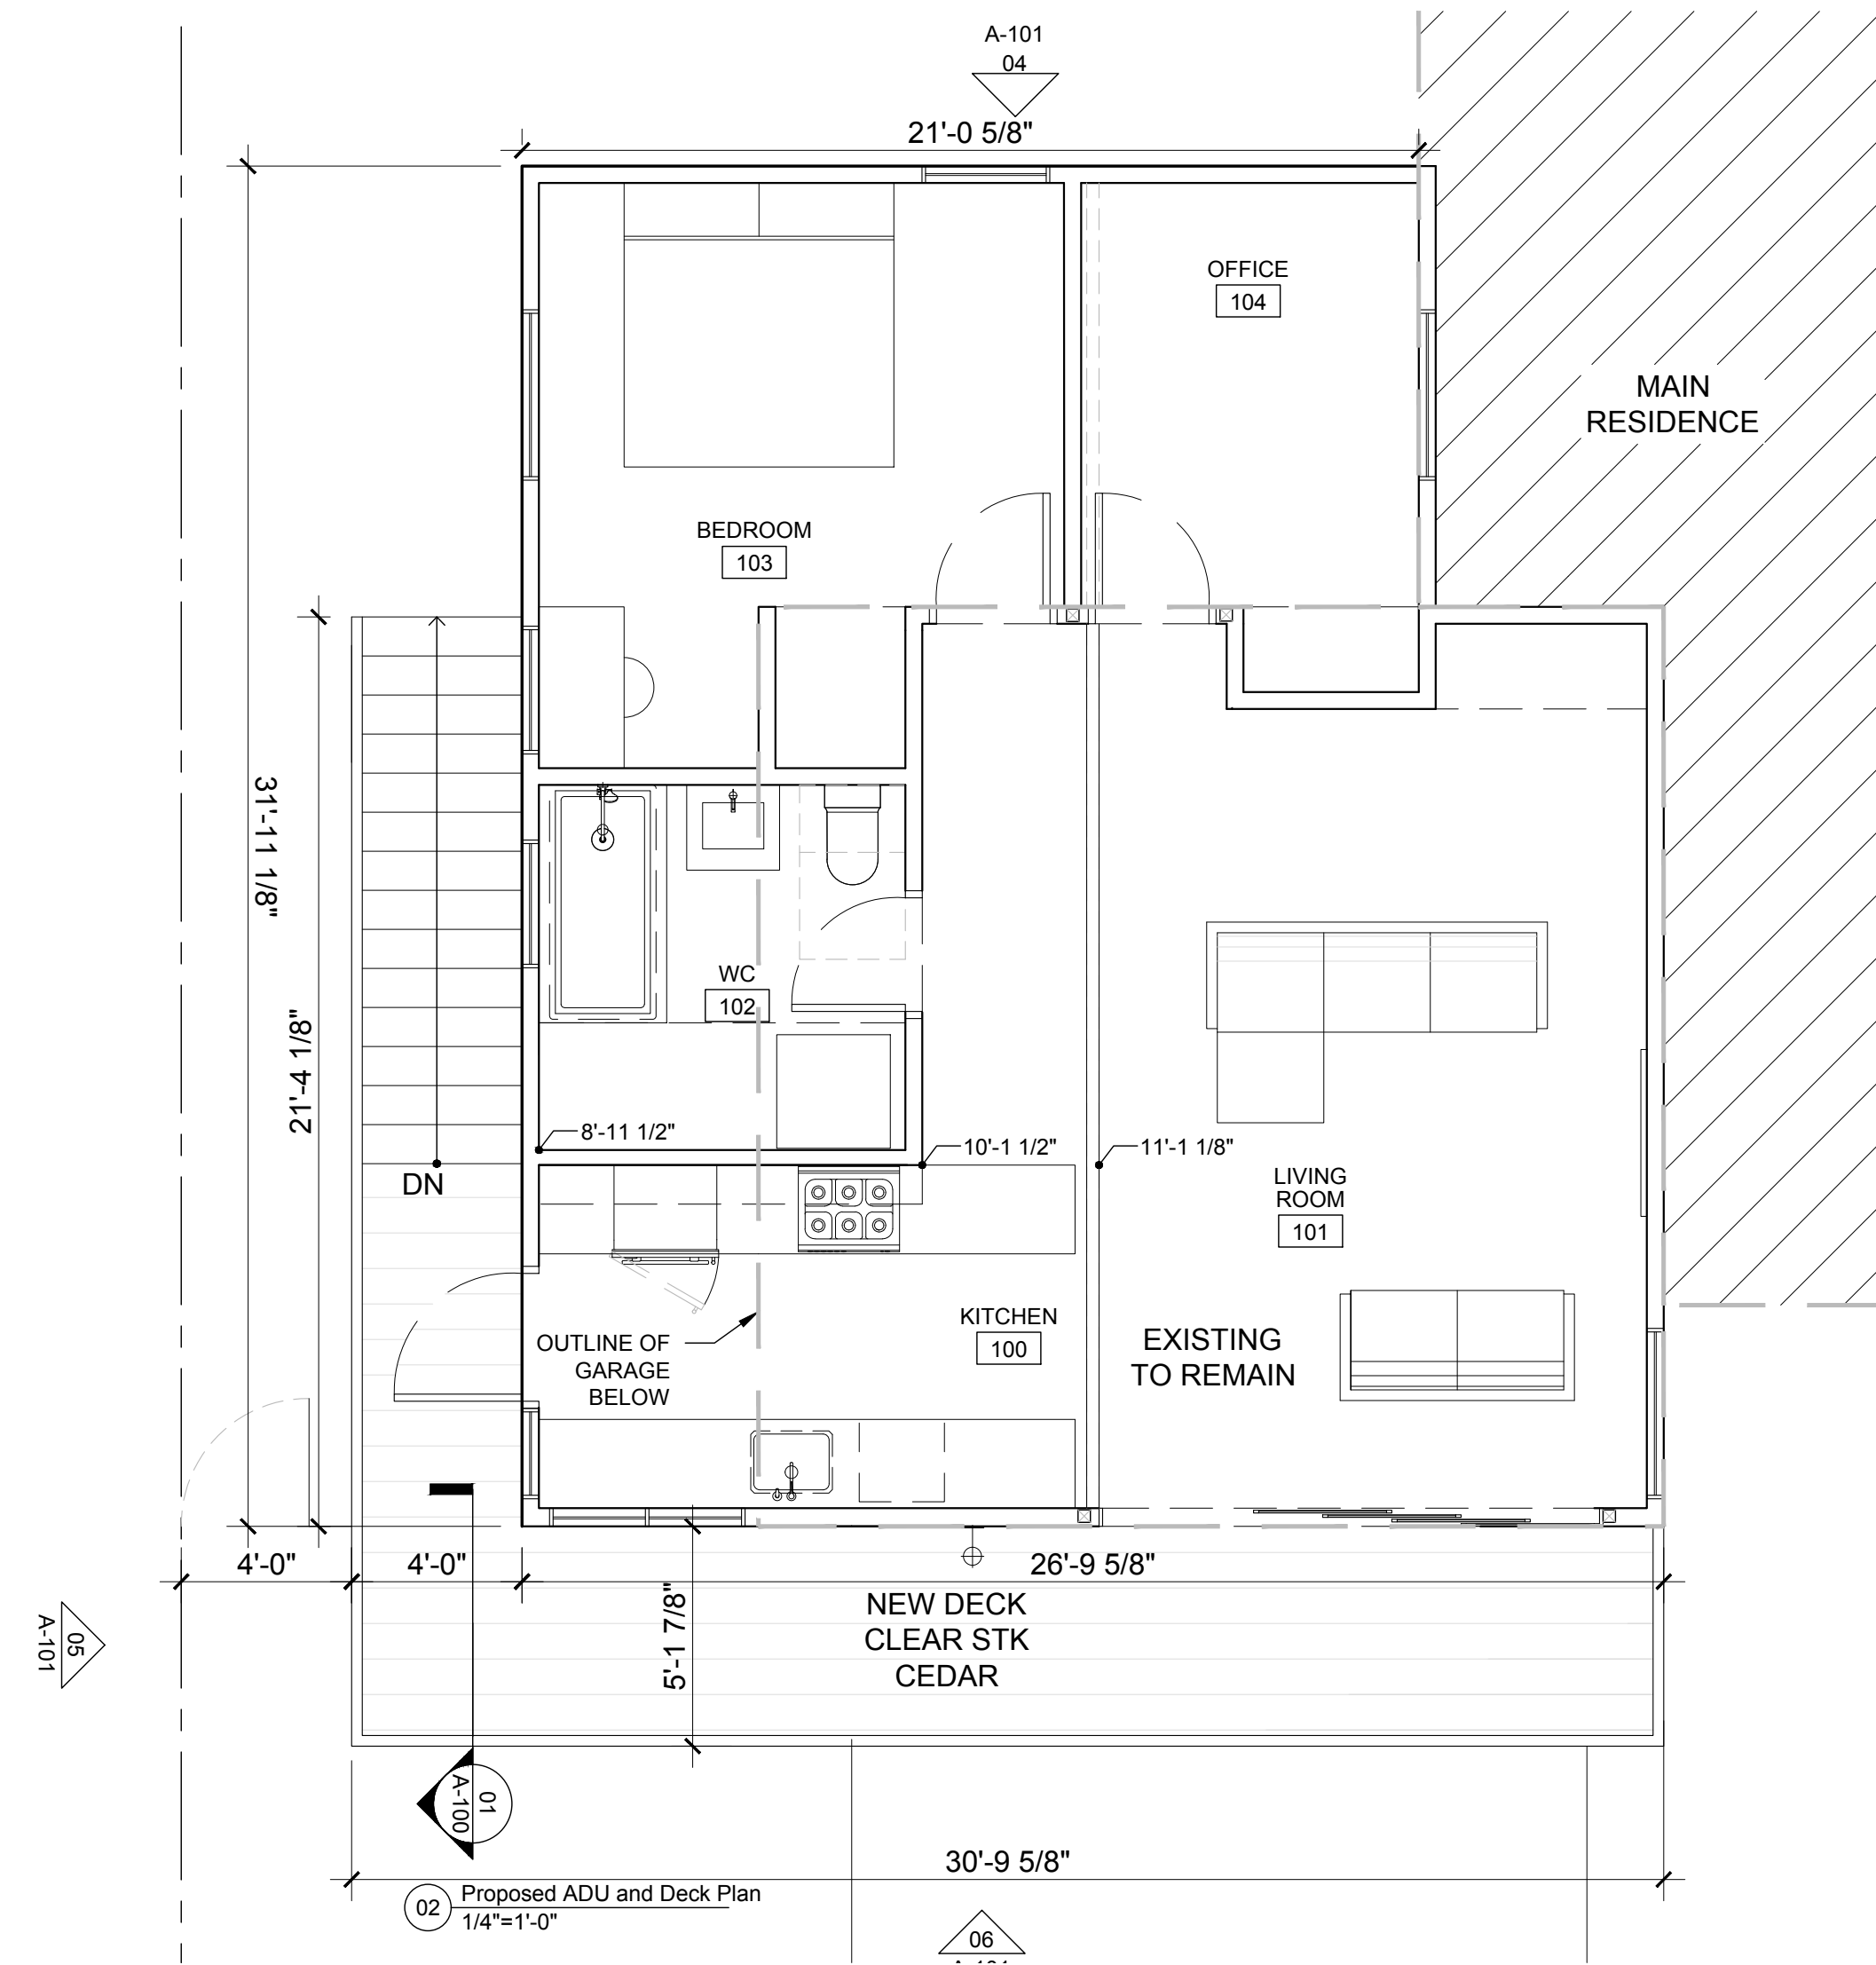 A-101
04
21'-0 5/8"
OFFICE
104
MAIN
RESIDENCE
BEDROOM
103
31'-11 1/8"
21'-4 1/8"
WC
102
8'-11 1/2"
10'-1 1/2"
11'-1 1/8"
DN
LIVING
ROOM
101
KITCHEN
100
EXISTING
TO REMAIN
OUTLINE OF
GARAGE
BELOW
4'-0"
4'-0"
26'-9 5/8"
5'-1 7/8"
NEW DECK
CLEAR STK
CEDAR
05
A-101
01
A-100
30'-9 5/8"
02
Proposed ADU and Deck Plan
1/4"=1'-0"
06